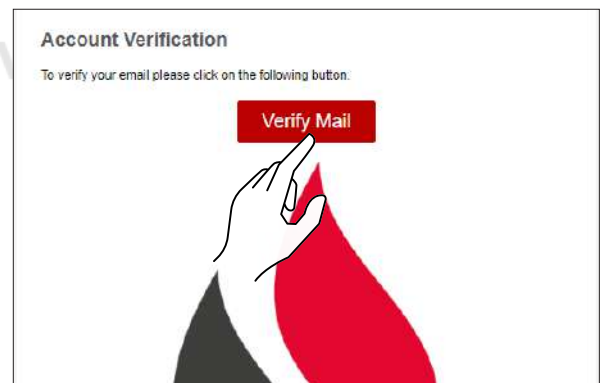 Account Verification
To verify your email please click on the following button.
Verify Mail